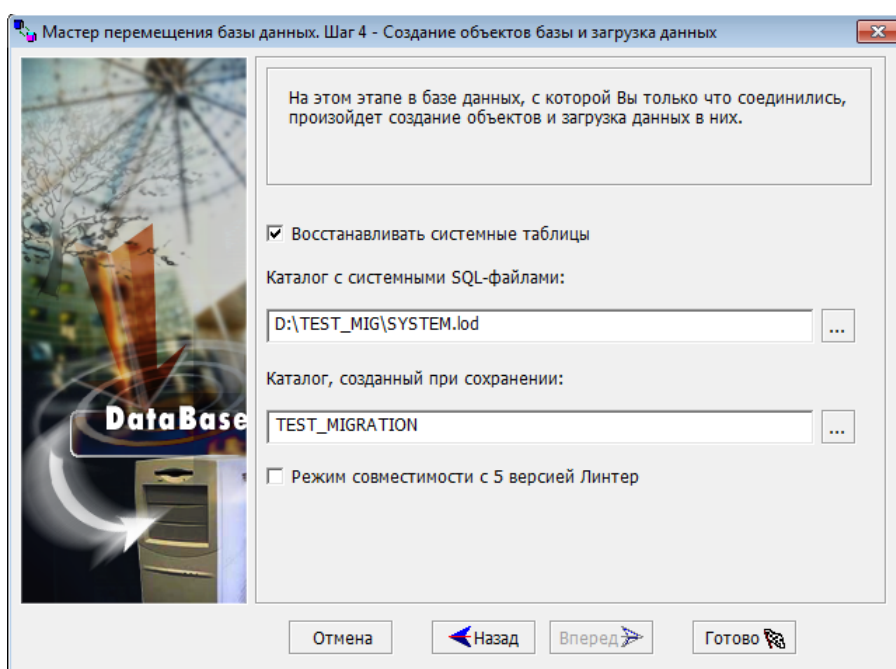 Мастер перемещения базы данных. Шаг 4 - Создание объектов базы и загрузка данных
На этом этапе в базе данных, с которой Вы только что соединились,
произойдет создание объектов и загрузка данных в них.
Восстанавливать системные таблицы
Каталог с системными SQL-файлами:
D:\TEST_MIG\SYSTEM.lod
...
Каталог, созданный при сохранении:
TEST_MIGRATION
...
DataBase
Режим совместимости с 5 версией Линтер
Отмена
Назад
Вперед
Готово